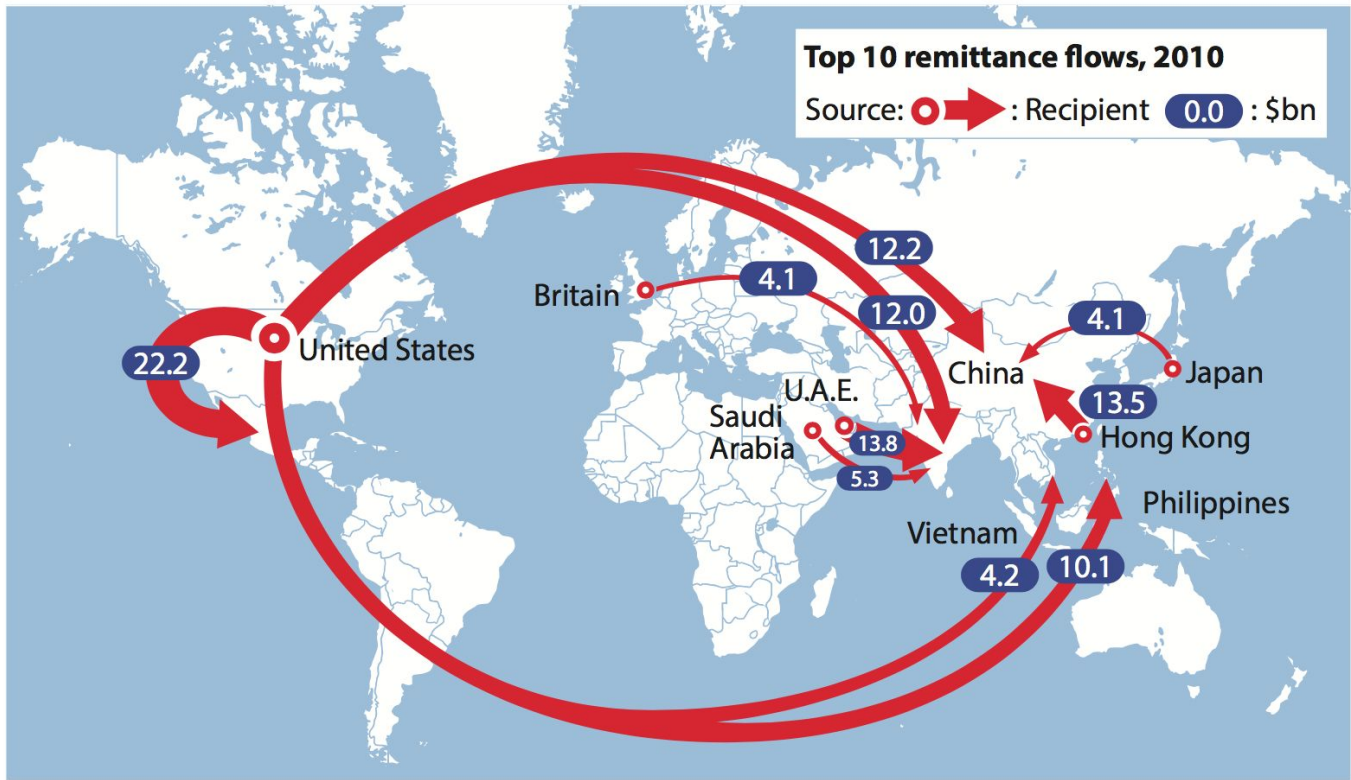 Top 10 remittance flows, 2010
Source: : Recipient 0.0 : $bn
12.2
Britain
4.1
12.0
4.1
United States
22.2
China
Japan
U.A.E.
13.5
Saudi
Arabia
13.8
Hong Kong
5.3
Philippines
Vietnam
4.2
10.1